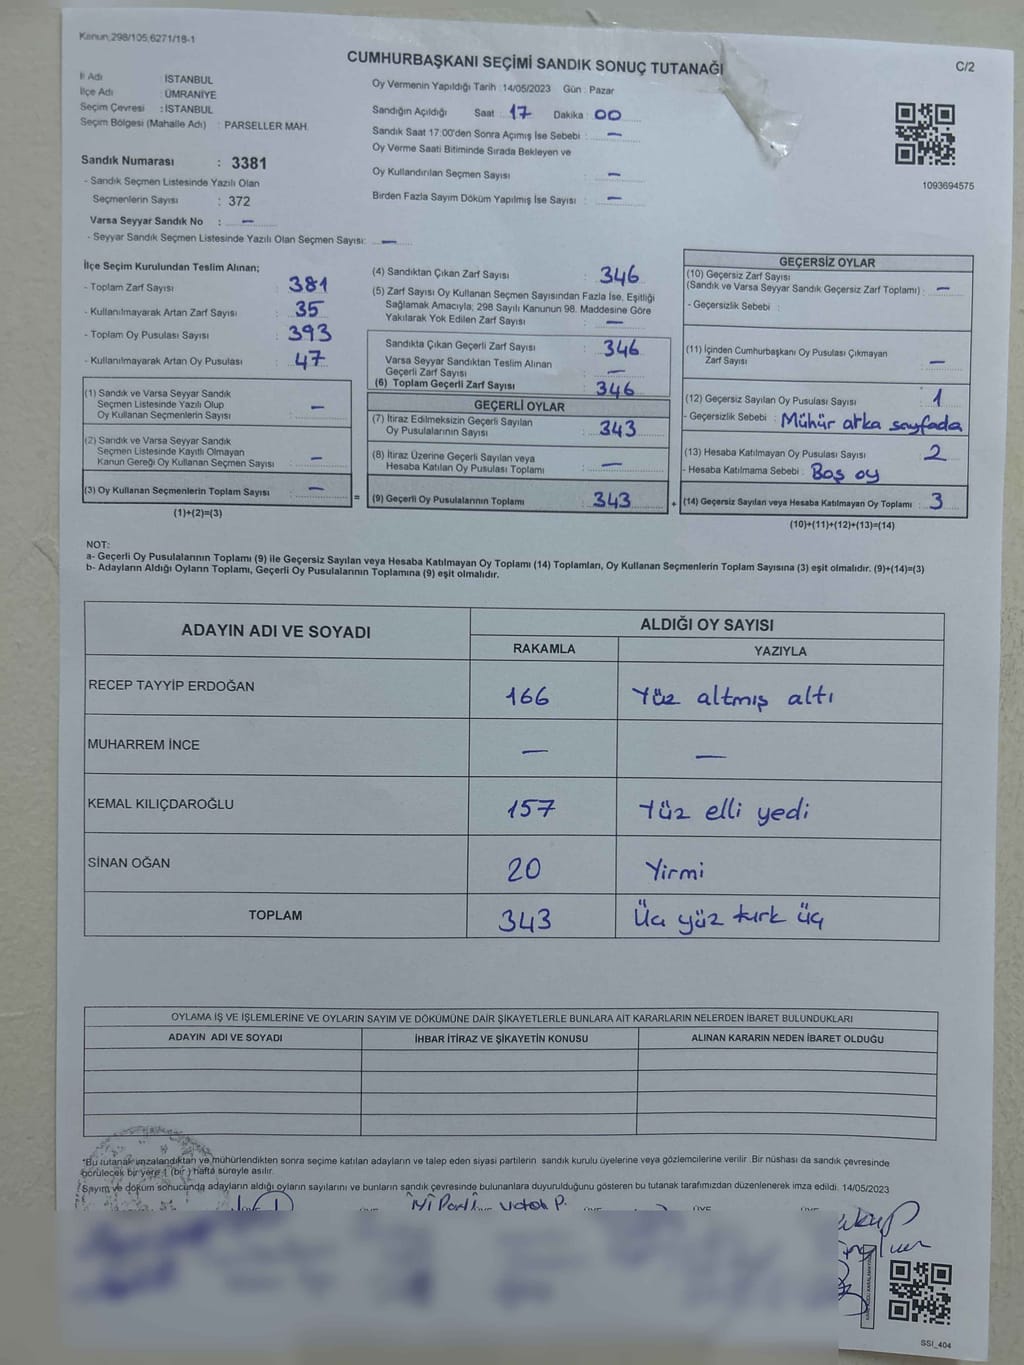 Kanun;298/105,6271/18-1
CUMHURBAŞKANI SEÇİMİ SANDIK SONUÇ TUTANAĞI
C/2
İl Adı : İSTANBUL
İlçe Adı : ÜMRANİYE
Seçim Çevresi : İSTANBUL
Seçim Bölgesi (Mahalle Adı) : PARSELLER MAH.
Sandık Numarası : 3381
- Sandık Seçmen Listesinde Yazılı Olan
Seçmenlerin Sayısı : 372
Varsa Seyyar Sandık No : —
- Seyyar Sandık Seçmen Listesinde Yazılı Olan Seçmen Sayısı: —
Oy Vermenin Yapıldığı Tarih : 14/05/2023 Gün : Pazar
Sandığın Açıldığı Saat : 17 Dakika : 00
Sandık Saat 17:00'den Sonra Açımış İse Sebebi : —
Oy Verme Saati Bitiminde Sırada Bekleyen ve
Oy Kullandırılan Seçmen Sayısı : —
Birden Fazla Sayım Döküm Yapılmış İse Sayısı : —
1093694575
İlçe Seçim Kurulundan Teslim Alınan;
- Toplam Zarf Sayısı : 381
- Kullanılmayarak Artan Zarf Sayısı : 35
- Toplam Oy Pusulası Sayısı : 393
- Kullanılmayarak Artan Oy Pusulası : 47
(1) Sandık ve Varsa Seyyar Sandık
Seçmen Listesinde Yazılı Olup
Oy Kullanan Seçmenlerin Sayısı : —
(2) Sandık ve Varsa Seyyar Sandık
Seçmen Listesinde Kayıtlı Olmayan
Kanun Gereği Oy Kullanan Seçmen Sayısı : —
(3) Oy Kullanan Seçmenlerin Toplam Sayısı : —
(1)+(2)=(3)
=
(4) Sandıktan Çıkan Zarf Sayısı : 346
(5) Zarf Sayısı Oy Kullanan Seçmen Sayısından Fazla İse, Eşitliği
Sağlamak Amacıyla; 298 Sayılı Kanunun 98. Maddesine Göre
Yakılarak Yok Edilen Zarf Sayısı : —
Sandıkta Çıkan Geçerli Zarf Sayısı : 346
Varsa Seyyar Sandıktan Teslim Alınan
Geçerli Zarf Sayısı : —
(6) Toplam Geçerli Zarf Sayısı : 346
GEÇERLİ OYLAR
(7) İtiraz Edilmeksizin Geçerli Sayılan
Oy Pusulalarının Sayısı : 343
(8) İtiraz Üzerine Geçerli Sayılan veya
Hesaba Katılan Oy Pusulası Toplamı : —
(9) Geçerli Oy Pusulalarının Toplamı : 343
+
GEÇERSİZ OYLAR
(10) Geçersiz Zarf Sayısı
(Sandık ve Varsa Seyyar Sandık Geçersiz Zarf Toplamı) : —
- Geçersizlik Sebebi :
(11) İçinden Cumhurbaşkanı Oy Pusulası Çıkmayan
Zarf Sayısı : —
(12) Geçersiz Sayılan Oy Pusulası Sayısı : 1
- Geçersizlik Sebebi : Mühür arka sayfada
(13) Hesaba Katılmayan Oy Pusulası Sayısı : 2
- Hesaba Katılmama Sebebi : Boş oy
(14) Geçersiz Sayılan veya Hesaba Katılmayan Oy Toplamı : 3
(10)+(11)+(12)+(13)=(14)
NOT:
a- Geçerli Oy Pusulalarının Toplamı (9) ile Geçersiz Sayılan veya Hesaba Katılmayan Oy Toplamı (14) Toplamları, Oy Kullanan Seçmenlerin Toplam Sayısına (3) eşit olmalıdır. (9)+(14)=(3)
b- Adayların Aldığı Oyların Toplamı, Geçerli Oy Pusulalarının Toplamına (9) eşit olmalıdır.
ADAYIN ADI VE SOYADI
ALDIĞI OY SAYISI
RAKAMLA YAZIYLA
RECEP TAYYİP ERDOĞAN 166 Yüz altmış altı
MUHARREM İNCE — —
KEMAL KILIÇDAROĞLU 157 Yüz elli yedi
SİNAN OĞAN 20 Yirmi
TOPLAM 343 Üç yüz kırk üç
OYLAMA İŞ VE İŞLEMLERİNE VE OYLARIN SAYIM VE DÖKÜMÜNE DAİR ŞİKAYETLERLE BUNLARA AİT KARARLARIN NELERDEN İBARET BULUNDUKLARI
ADAYIN ADI VE SOYADI İHBAR İTİRAZ VE ŞİKAYETİN KONUSU ALINAN KARARIN NEDEN İBARET OLDUĞU
*Bu tutanak imzalandıktan ve mühürlendikten sonra seçime katılan adayların ve talep eden siyasi partilerin sandık kurulu üyelerine veya gözlemcilerine verilir. Bir nüshası da sandık çevresinde
görülecek bir yere 1 (bir) hafta süreyle asılır.
Sayım ve döküm sonucunda adayların aldığı oyların sayılarını ve bunların sandık çevresinde bulunanlara duyurulduğunu gösteren bu tutanak tarafımızdan düzenlenerek imza edildi. 14/05/2023
İYİ Parti Vatan P.
SSİ_404